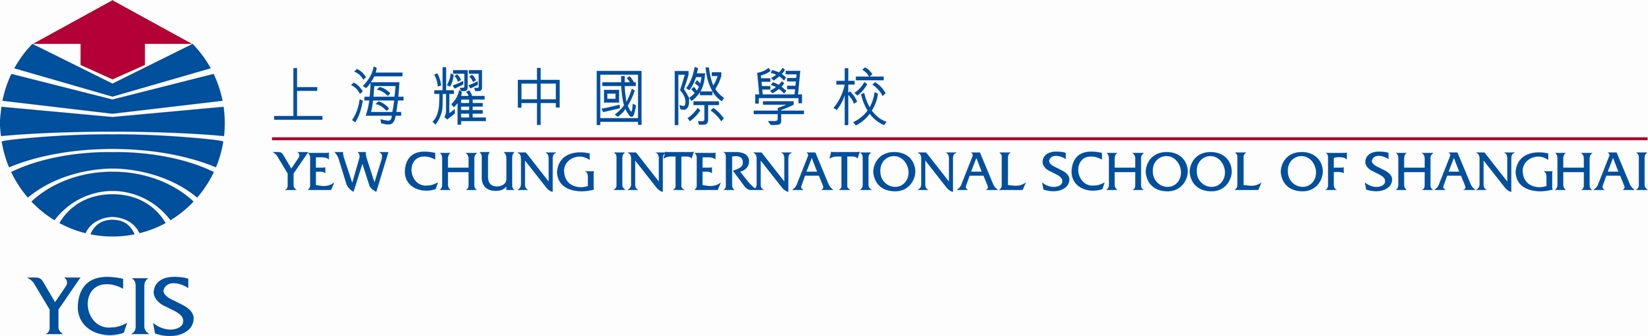 上海耀中國際學校
YEW CHUNG INTERNATIONAL SCHOOL OF SHANGHAI
YCIS